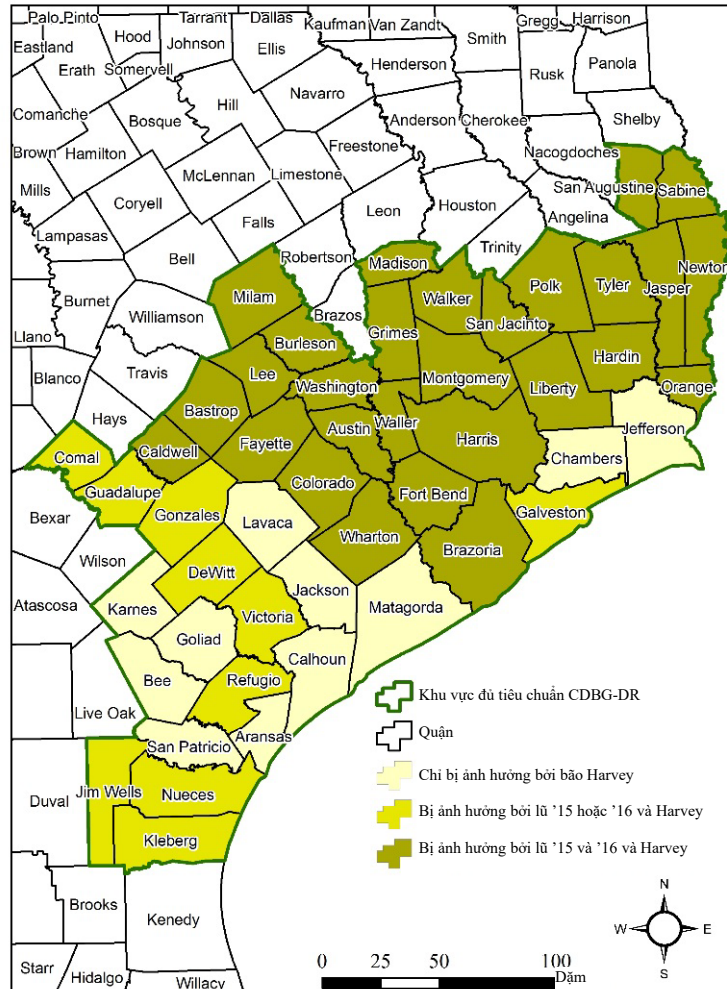 Palo Pinto
Tarrant
Dallas
Kaufman
Van Zandt
Gregg
Harrison
Hood
Johnson
Ellis
Smith
Eastland
Erath
Somervell
Henderson
Rusk
Panola
Navarro
Comanche
Bosque
Hill
Anderson
Cherokee
Shelby
Freestone
Brown
Hamilton
McLennan
Limestone
Nacogdoches
Mills
San Augustine
Sabine
Coryell
Leon
Houston
Angelina
Lampasas
Falls
Bell
Robertson
Trinity
Madison
Milam
Burnet
Walker
Polk
Tyler
Jasper
Newton
Williamson
Brazos
Llano
Grimes
San Jacinto
Burleson
Blanco
Travis
Lee
Washington
Montgomery
Liberty
Hardin
Orange
Hays
Bastrop
Austin
Waller
Jefferson
Comal
Caldwell
Fayette
Harris
Chambers
Guadalupe
Colorado
Fort Bend
Bexar
Gonzales
Lavaca
Galveston
Wharton
Brazoria
Wilson
DeWitt
Jackson
Atascosa
Karnes
Victoria
Matagorda
Goliad
Calhoun
Bee
Refugio
Live Oak
Aransas
San Patricio
Duval
Jim Wells
Nueces
Kleberg
Brooks
Kenedy
Starr
Hidalgo
Willacy
Khu vực đủ tiêu chuẩn CDBG-DR
Quận
Chỉ bị ảnh hưởng bởi bão Harvey
Bị ảnh hưởng bởi lũ ’15 hoặc ’16 và Harvey
Bị ảnh hưởng bởi lũ ’15 và ’16 và Harvey
N
W
E
S
0 25 50 100
Dặm